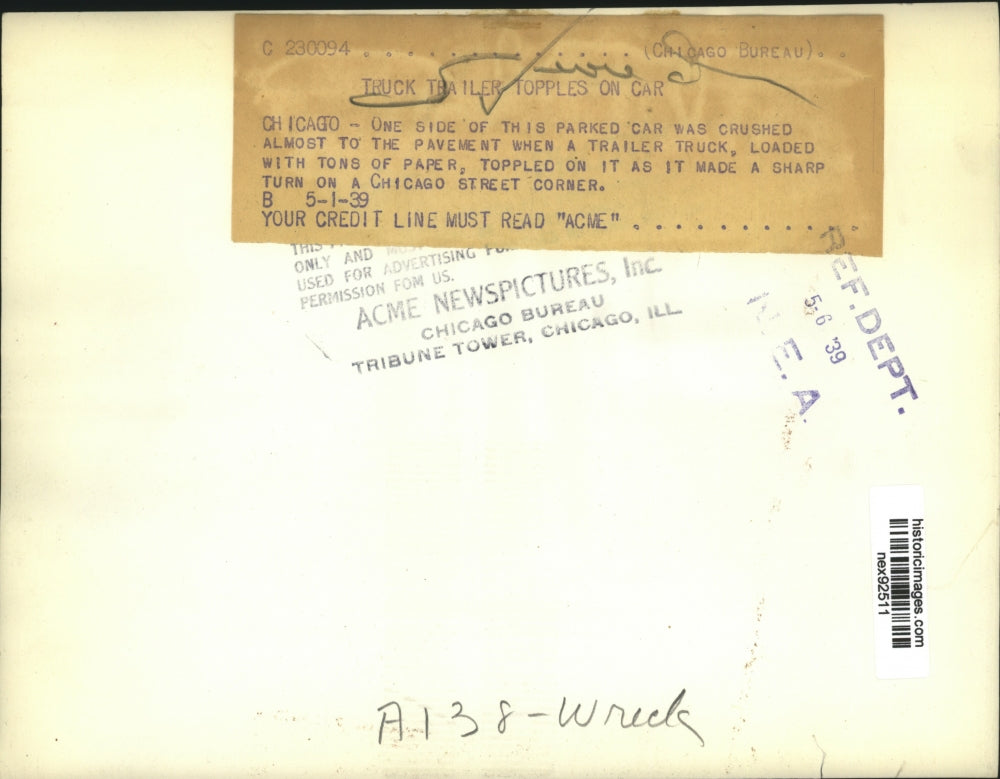 C 230094 . . . . . . . . . . . . . (CHICAGO BUREAU). . .
TRUCK TRAILER TOPPLES ON CAR
CHICAGO - ONE SIDE OF THIS PARKED CAR WAS CRUSHED
ALMOST TO THE PAVEMENT WHEN A TRAILER TRUCK, LOADED
WITH TONS OF PAPER, TOPPLED ON IT AS IT MADE A SHARP
TURN ON A CHICAGO STREET CORNER.
B 5-1-39
YOUR CREDIT LINE MUST READ "ACME" . . . . . . . . . . . .
THIS
ONLY AND
USED FOR ADVERTISING
PERMISSION FOM US.
ACME NEWSPICTURES, Inc.
CHICAGO BUREAU
TRIBUNE TOWER, CHICAGO, ILL.
REF. DEPT.
5-6 '39
N. E. A.
historicimages.com
nex92511
A138-Wreck